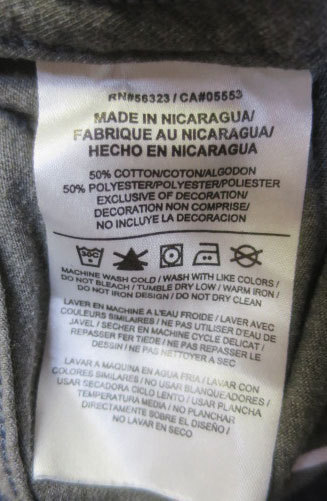 RN#56323 / CA#05553
MADE IN NICARAGUA/
FABRIQUE AU NICARAGUA/
HECHO EN NICARAGUA
50% COTTON/COTON/ALGODON
50% POLYESTER/POLYESTER/POLIESTER
EXCLUSIVE OF DECORATION/
DECORATION NON COMPRISE/
NO INCLUYE LA DECORACION
MACHINE WASH COLD / WASH WITH LIKE COLORS /
DO NOT BLEACH / TUMBLE DRY LOW / WARM IRON /
DO NOT IRON DESIGN / DO NOT DRY CLEAN
LAVER EN MACHINE A L'EAU FROIDE / LAVER AVEC
COULEURS SIMILAIRES / NE PAS UTILISER D'EAU DE
JAVEL / SECHER EN MACHINE CYCLE DELICAT /
REPASSER FER TIEDE / NE PAS REPASSER LE
DESSIN / NE PAS NETTOYER A SEC
LAVAR A MAQUINA EN AGUA FRIA / LAVAR CON
COLORES SIMILARES / NO USAR BLANQUEADORES /
USAR SECADORA CICLO LENTO / USAR PLANCHA
TEMPERATURA MEDIA / NO PLANCHAR
DIRECTAMENTE SOBRE EL DISEÑO /
NO LAVAR EN SECO